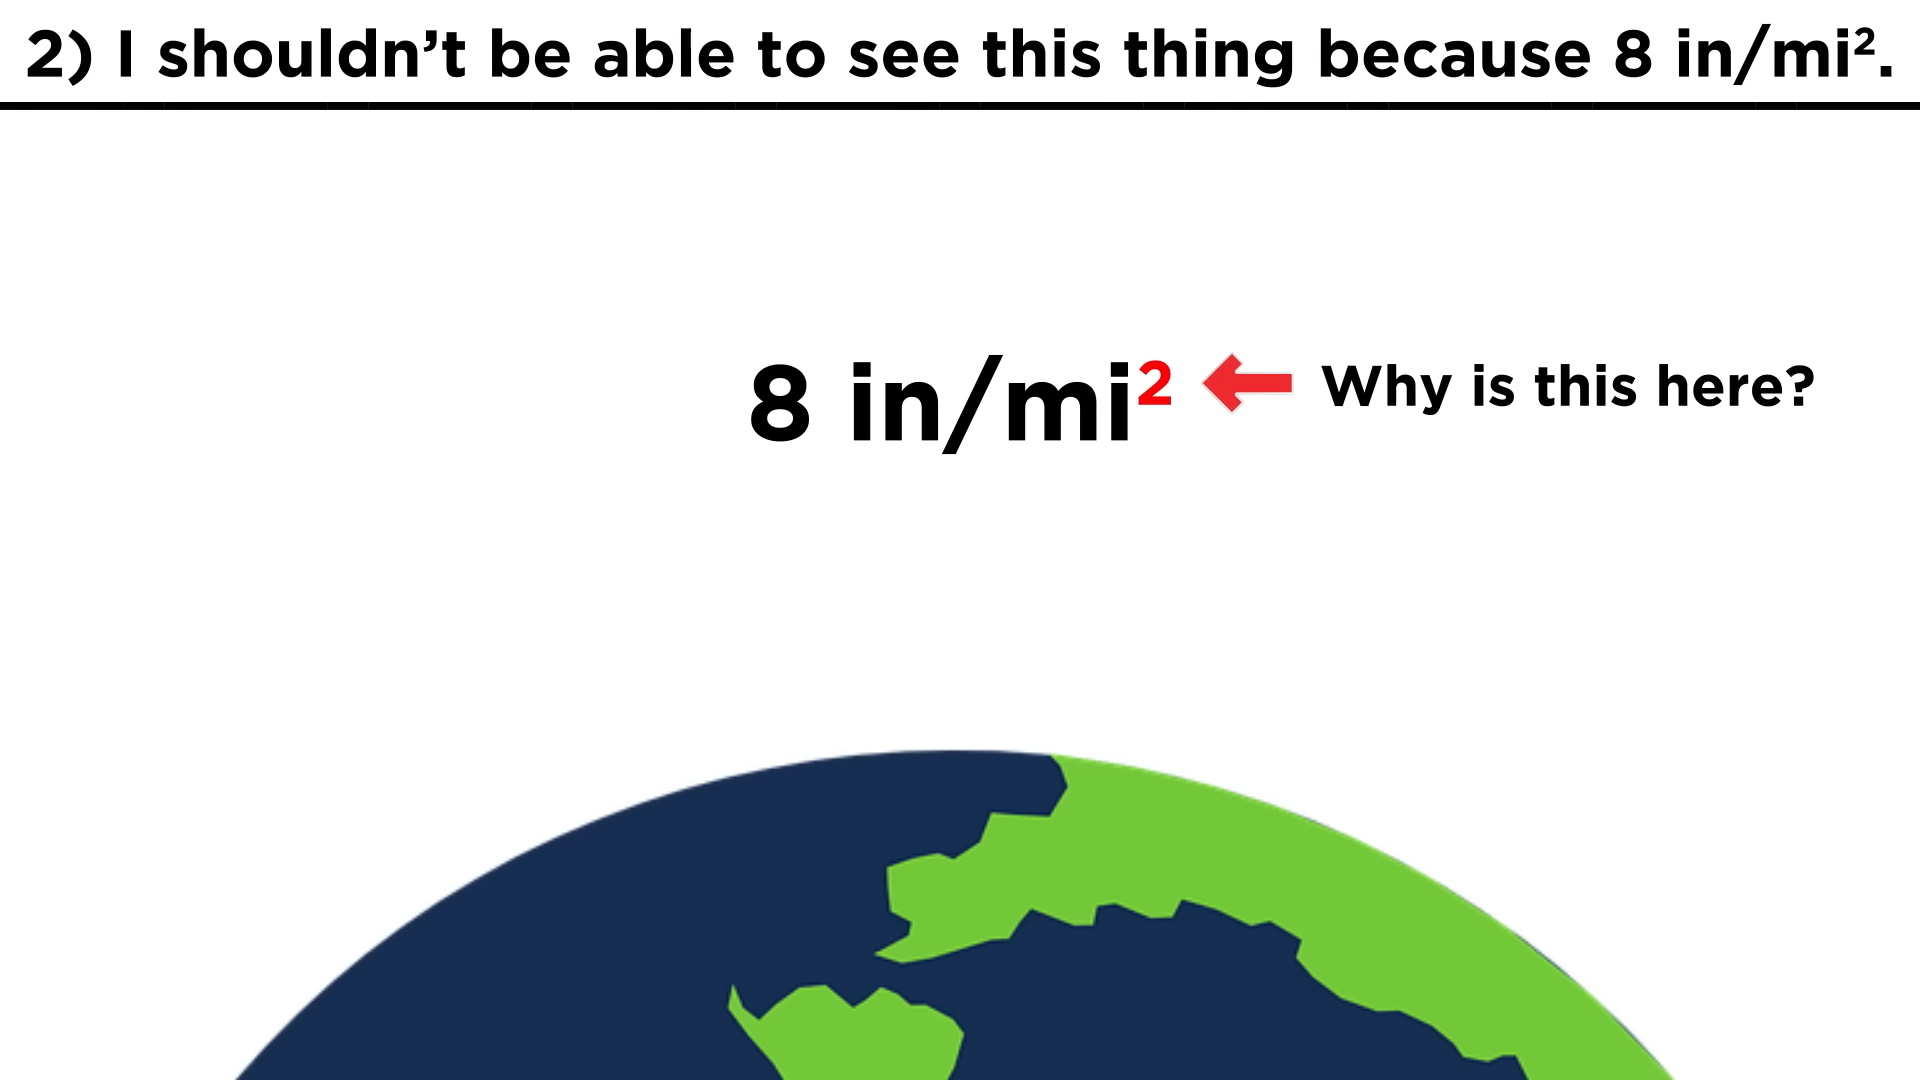 2) I shouldn’t be able to see this thing because 8 in/mi².
8 in/mi² Why is this here?